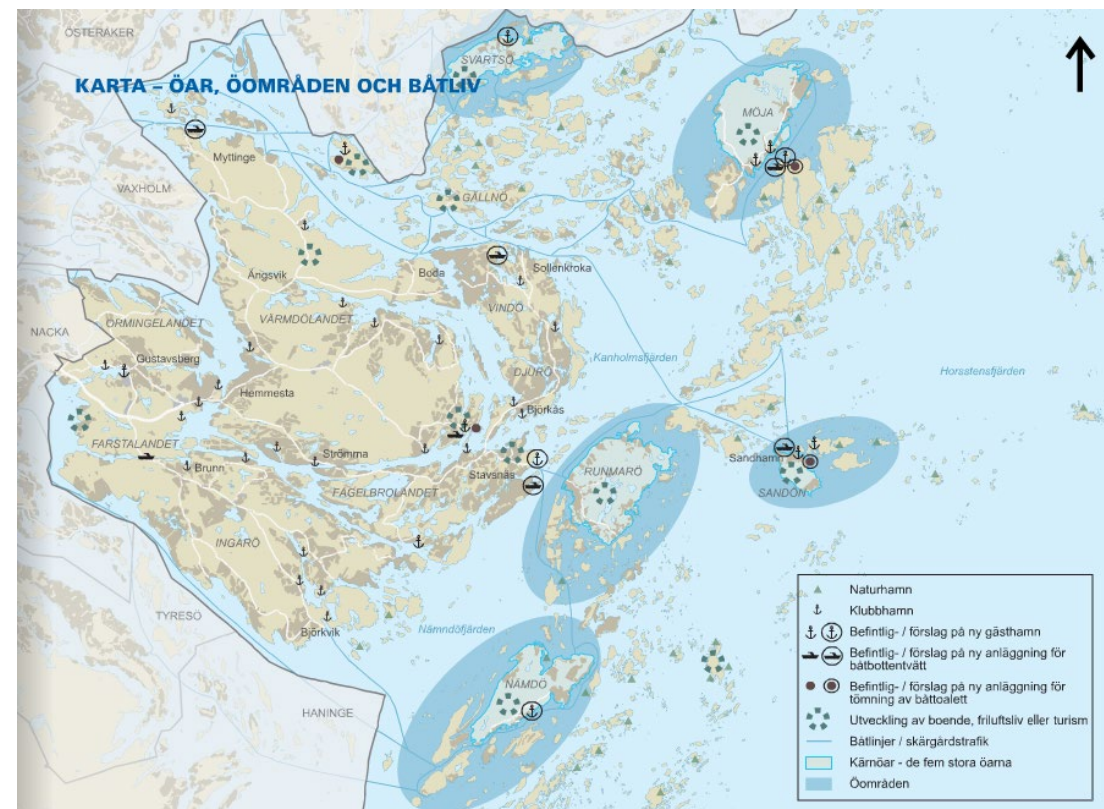 ÖSTERÅKER
SVARTSÖ
KARTA – ÖAR, ÖOMRÅDEN OCH BÅTLIV
MÖJA
Myttinge
VAXHOLM
GÄLLNÖ
Boda
Sollenkroka
Ängsvik
VINDÖ
ORMINGELANDET
VÄRMDÖLANDET
NACKA
Gustavsberg
Kanholmsfjärden
Horsstensfjärden
DJURÖ
Hemmesta
Björkås
FARSTALANDET
Strömma
Sandhamn
Brunn
Stavsnäs
RUNMARÖ
FÅGELBROLANDET
SANDÖN
INGARÖ
TYRESÖ
Björkvik
Nämndöfjärden
NÄMDÖ
HANINGE
Naturhamn
Klubbhamn
Befintlig- / förslag på ny gästhamn
Befintlig- / förslag på ny anläggning för
båtbottentvätt
Befintlig- / förslag på ny anläggning för
tömning av båttoalett
Utveckling av boende, friluftsliv eller turism
Båtlinjer / skärgårdstrafik
Kärnöar - de fem stora öarna
Öområden